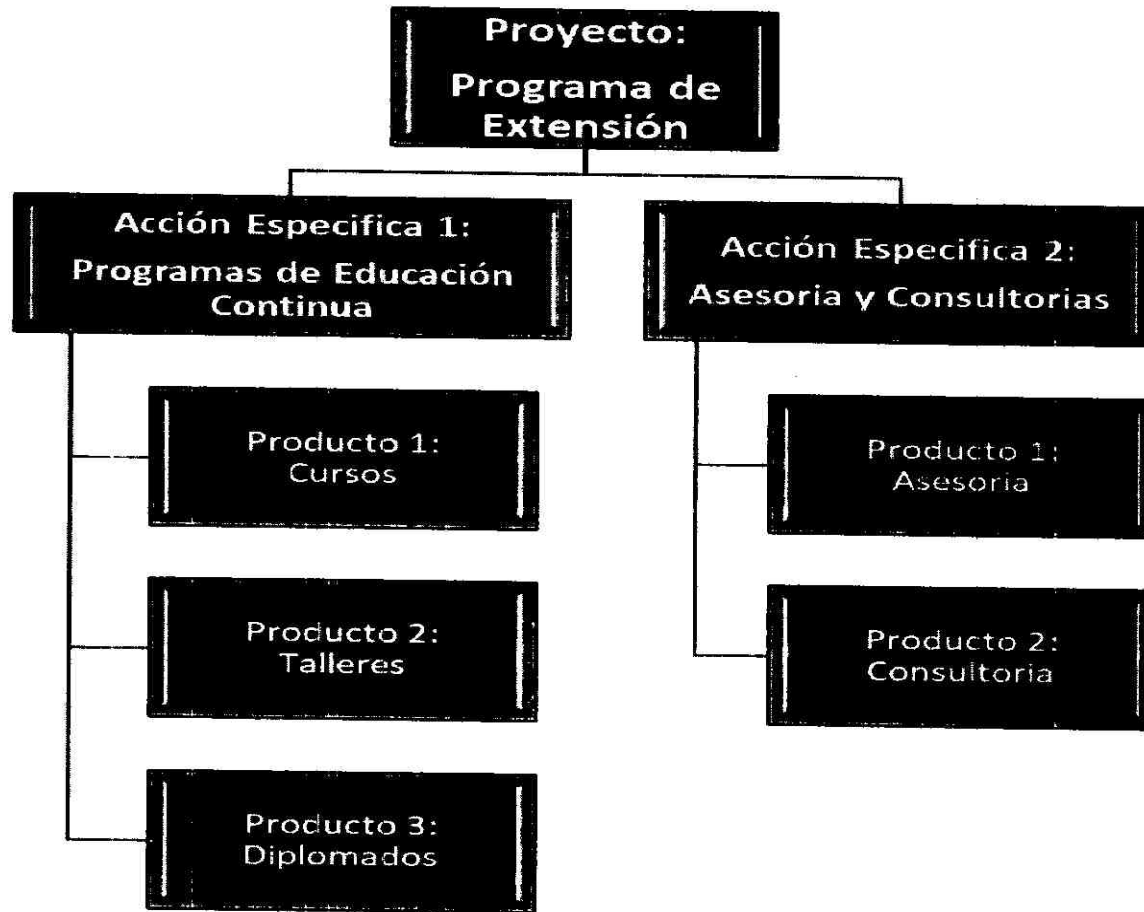 Proyecto:
Programa de
Extensión
Acción Especifica 1:
Programas de Educación
Continua
Producto 1:
Cursos
Producto 2:
Talleres
Producto 3:
Diplomados
Acción Especifica 2:
Asesoria y Consultorias
Producto 1:
Asesoria
Producto 2:
Consultoria